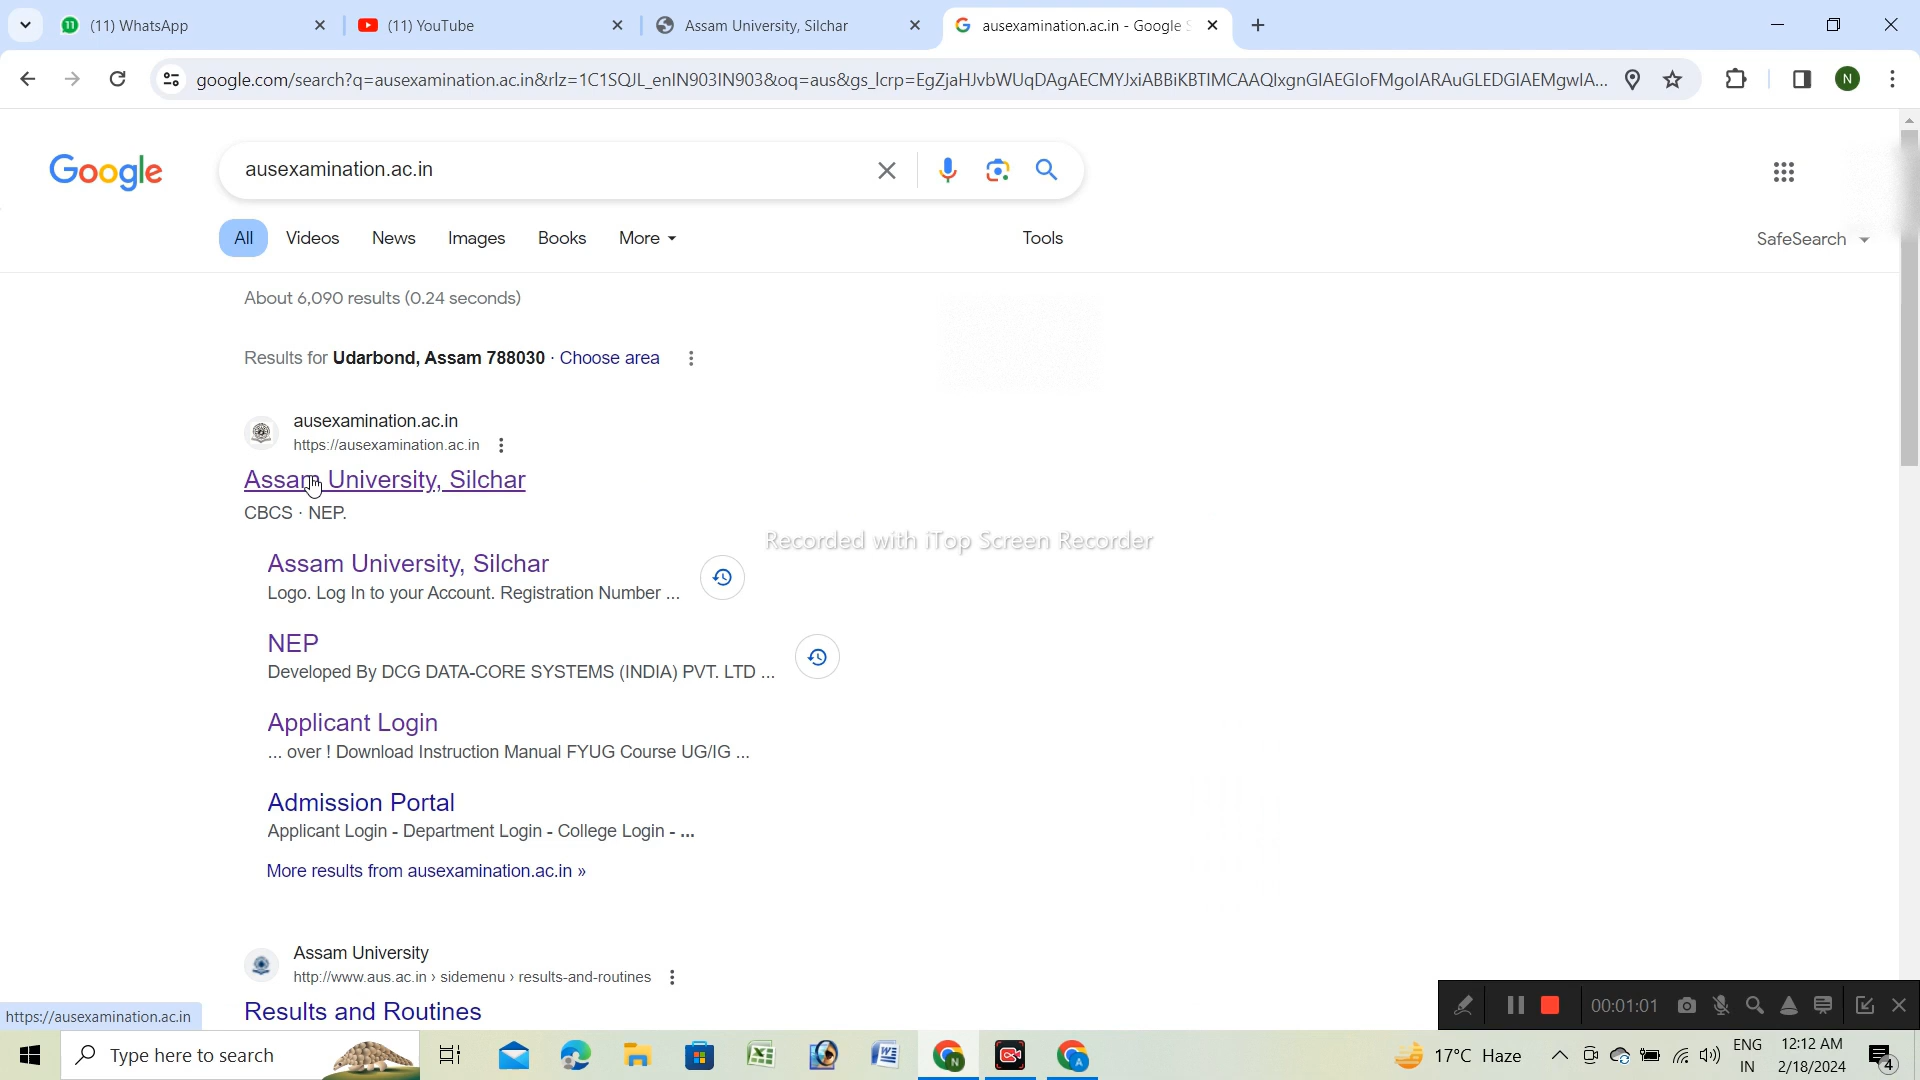 11
(11) WhatsApp
(11) YouTube
Assam University, Silchar
ausexamination.ac.in - Google S
google.com/search?q=ausexamination.ac.in&rlz=1C1SQJL_enIN903IN903&oq=aus&gs_lcrp=EgZjaHJvbWUqDAgAECMYJxiABBiKBTIMCAAQIxgnGIAEGIoFMgoIARAuGLEDGIAEMgwIA...
N
Google
ausexamination.ac.in
All
Videos
News
Images
Books
More
Tools
SafeSearch
About 6,090 results (0.24 seconds)
Results for Udarbond, Assam 788030 · Choose area
ausexamination.ac.in
https://ausexamination.ac.in
Assam University, Silchar
CBCS · NEP.
Recorded with iTop Screen Recorder
Assam University, Silchar
Logo. Log In to your Account. Registration Number ...
NEP
Developed By DCG DATA-CORE SYSTEMS (INDIA) PVT. LTD ...
Applicant Login
... over ! Download Instruction Manual FYUG Course UG/IG ...
Admission Portal
Applicant Login - Department Login - College Login - ...
More results from ausexamination.ac.in »
Assam University
http://www.aus.ac.in › sidemenu › results-and-routines
Results and Routines
https://ausexamination.ac.in
00:01:01
Type here to search
N
A
17°C Haze
ENG
IN
12:12 AM
2/18/2024
4